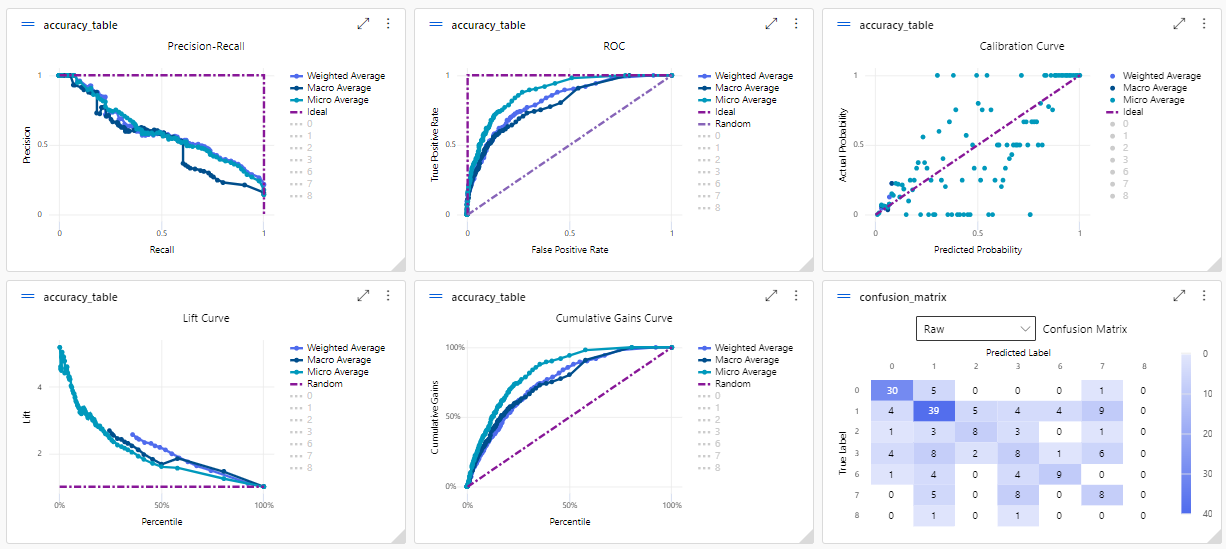 accuracy_table
Precision-Recall
Precision
1
0.5
0
0
0.5
1
Recall
Weighted Average
Macro Average
Micro Average
Ideal
0
1
2
3
6
7
8
accuracy_table
ROC
True Positive Rate
1
0.5
0
0
0.5
1
False Positive Rate
Weighted Average
Macro Average
Micro Average
Ideal
Random
0
1
2
3
6
7
8
accuracy_table
Calibration Curve
Actual Probability
1
0.5
0
0
0.5
1
Predicted Probability
Weighted Average
Macro Average
Micro Average
Ideal
0
1
2
3
6
7
8
accuracy_table
Lift Curve
Lift
4
2
0%
50%
100%
Percentile
Weighted Average
Macro Average
Micro Average
Random
0
1
2
3
6
7
8
accuracy_table
Cumulative Gains Curve
Cumulative Gains
100%
50%
0%
0%
50%
100%
Percentile
Weighted Average
Macro Average
Micro Average
Random
0
1
2
3
6
7
8
confusion_matrix
Raw
Confusion Matrix
Predicted Label
0 1 2 3 6 7 8
True Label
0 30 5 0 0 0 1 0
1 4 39 5 4 4 9 0
2 1 3 8 3 0 1 0
3 4 8 2 8 1 6 0
6 1 4 0 4 9 0 0
7 0 5 0 8 0 8 0
8 0 1 0 1 0 0 0
0
10
20
30
40